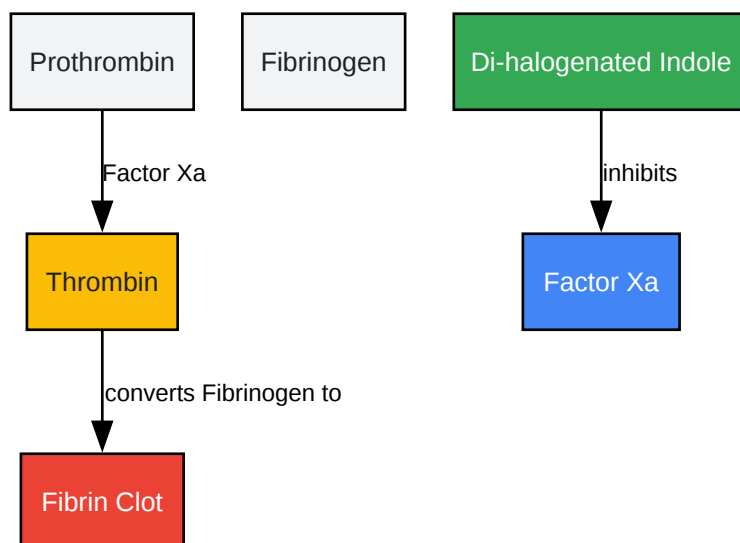 Prothrombin
Fibrinogen
Di-halogenated Indole
Factor Xa
inhibits
Thrombin
Factor Xa
converts Fibrinogen to
Fibrin Clot